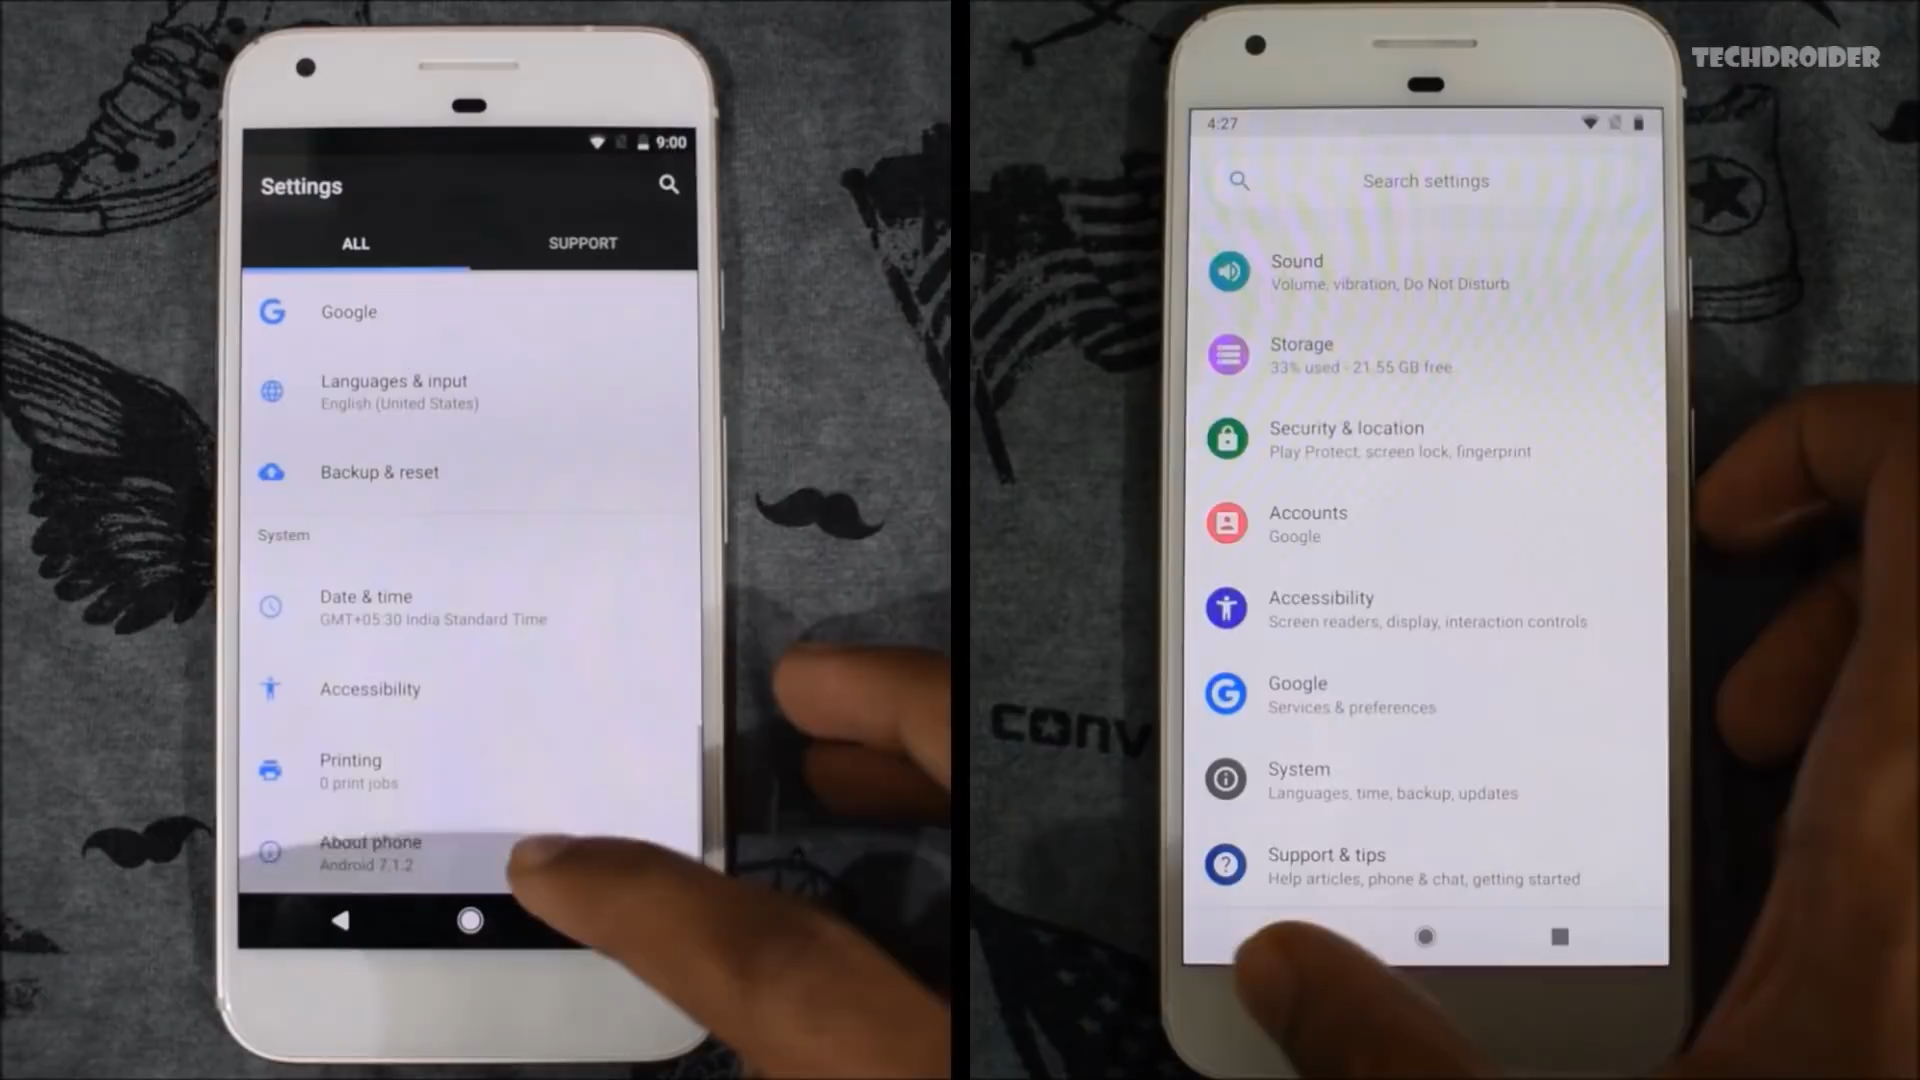 9:00
Settings
ALL
SUPPORT
Google
Languages & input
English (United States)
Backup & reset
System
Date & time
GMT+05:30 India Standard Time
Accessibility
Printing
0 print jobs
About phone
Android 7.1.2
TECHDROIDER
4:27
Search settings
Sound
Volume, vibration, Do Not Disturb
Storage
33% used - 21.55 GB free
Security & location
Play Protect, screen lock, fingerprint
Accounts
Google
Accessibility
Screen readers, display, interaction controls
Google
Services & preferences
System
Languages, time, backup, updates
Support & tips
Help articles, phone & chat, getting started
CONV